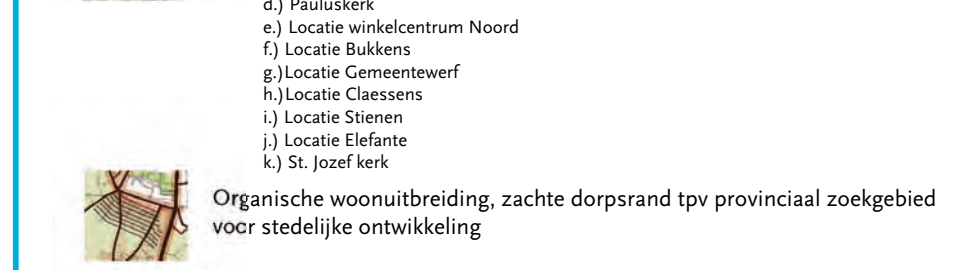 d.) Pauluskerk
e.) Locatie winkelcentrum Noord
f.) Locatie Bukkens
g.)Locatie Gemeentewerf
h.)Locatie Claessens
i.) Locatie Stienen
j.) Locatie Elefante
k.) St. Jozef kerk
Organische woonuitbreiding, zachte dorpsrand tpv provinciaal zoekgebied
voor stedelijke ontwikkeling